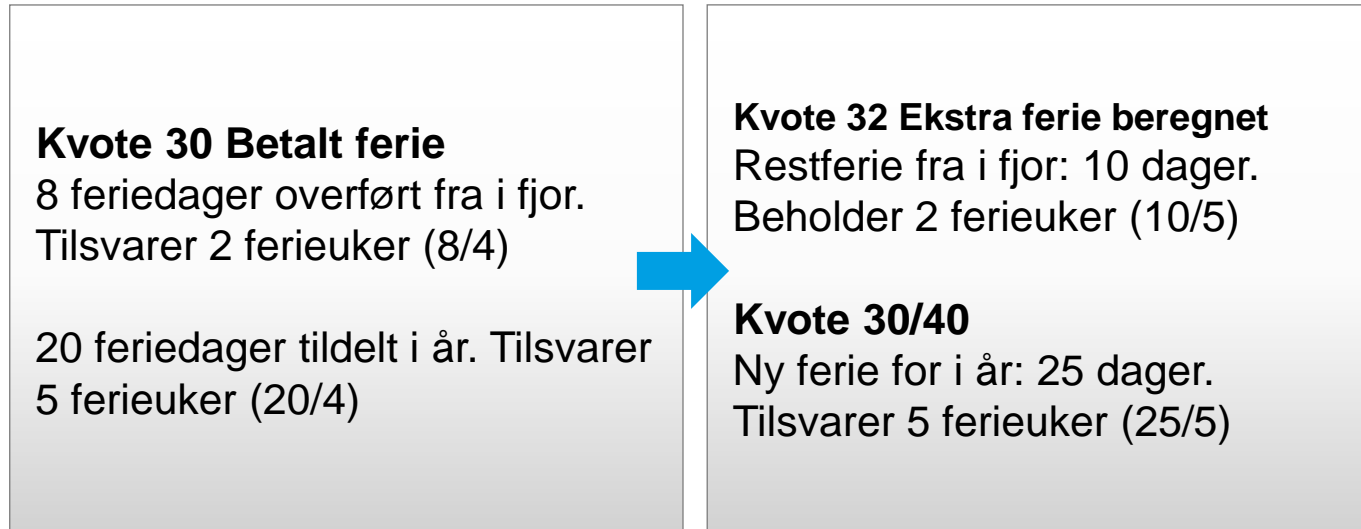 Kvote 30 Betalt ferie
8 feriedager overført fra i fjor.
Tilsvarer 2 ferieuker (8/4)
20 feriedager tildelt i år. Tilsvarer
5 ferieuker (20/4)
Kvote 32 Ekstra ferie beregnet
Restferie fra i fjor: 10 dager.
Beholder 2 ferieuker (10/5)
Kvote 30/40
Ny ferie for i år: 25 dager.
Tilsvarer 5 ferieuker (25/5)